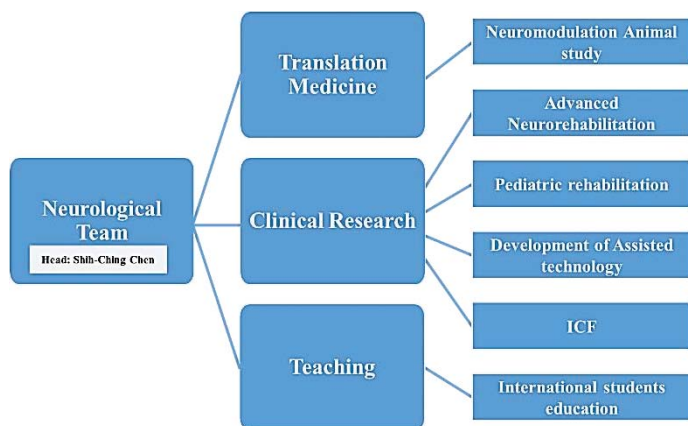 Neurological
Team
Head: Shih-Ching Chen
Translation
Medicine
Clinical Research
Teaching
Neuromodulation Animal
study
Advanced
Neurorehabilitation
Pediatric rehabilitation
Development of Assisted
technology
ICF
International students
education